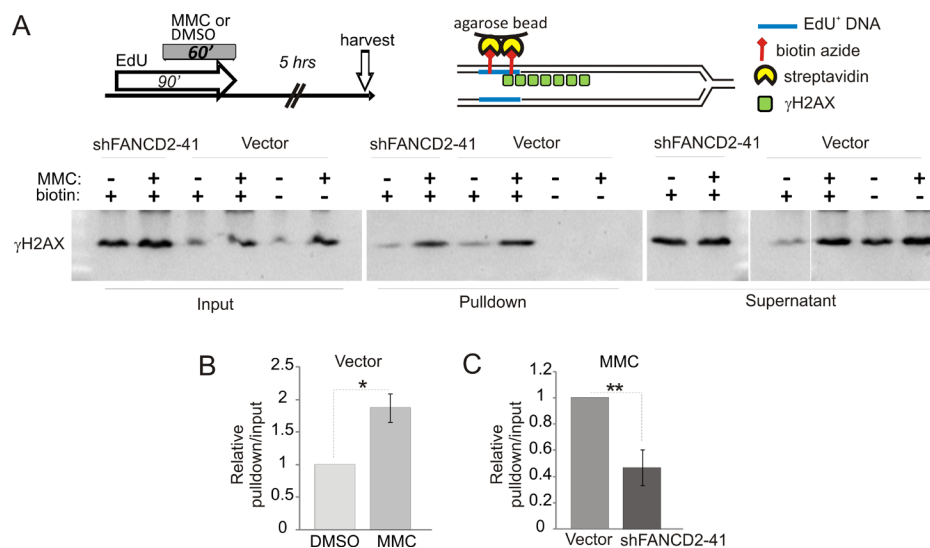 A
MMC or
DMSO
60'
EdU
90'
5 hrs
harvest
agarose bead
EdU⁺ DNA
biotin azide
streptavidin
γH2AX
shFANCD2-41 Vector shFANCD2-41 Vector shFANCD2-41 Vector
MMC: - + - + - + - + - + - + - + - + - +
biotin: + + + + - - + + + + - - + + + + - -
γH2AX
Input Pulldown Supernatant
B
Vector
Relative
pulldown/input
2.5
2
1.5
1
0.5
0
*
DMSO MMC
C
MMC
Relative
pulldown/input
1.2
1
0.8
0.6
0.4
0.2
0
**
Vector shFANCD2-41